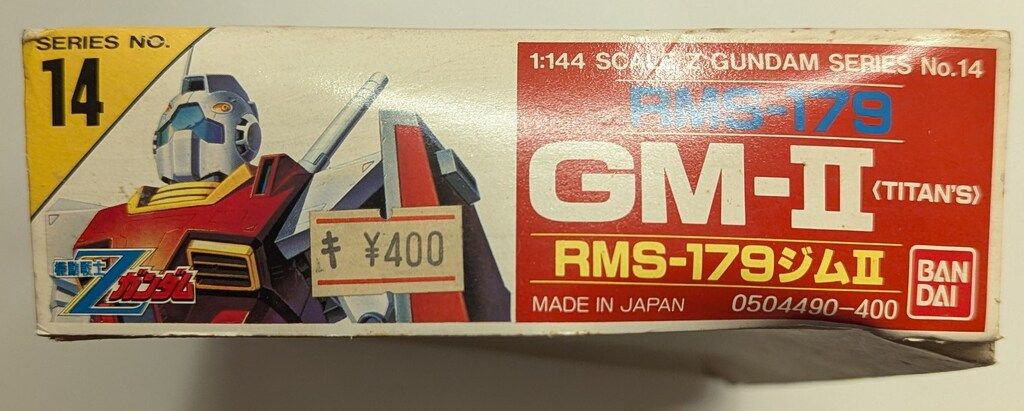 SERIES NO.
14
機動戦士
Zガンダム
キ ¥400
1:144 SCALE Z GUNDAM SERIES No.14
RMS-179
GM-II 《TITAN'S》
RMS-179ジムII
MADE IN JAPAN 0504490-400
BAN
DAI